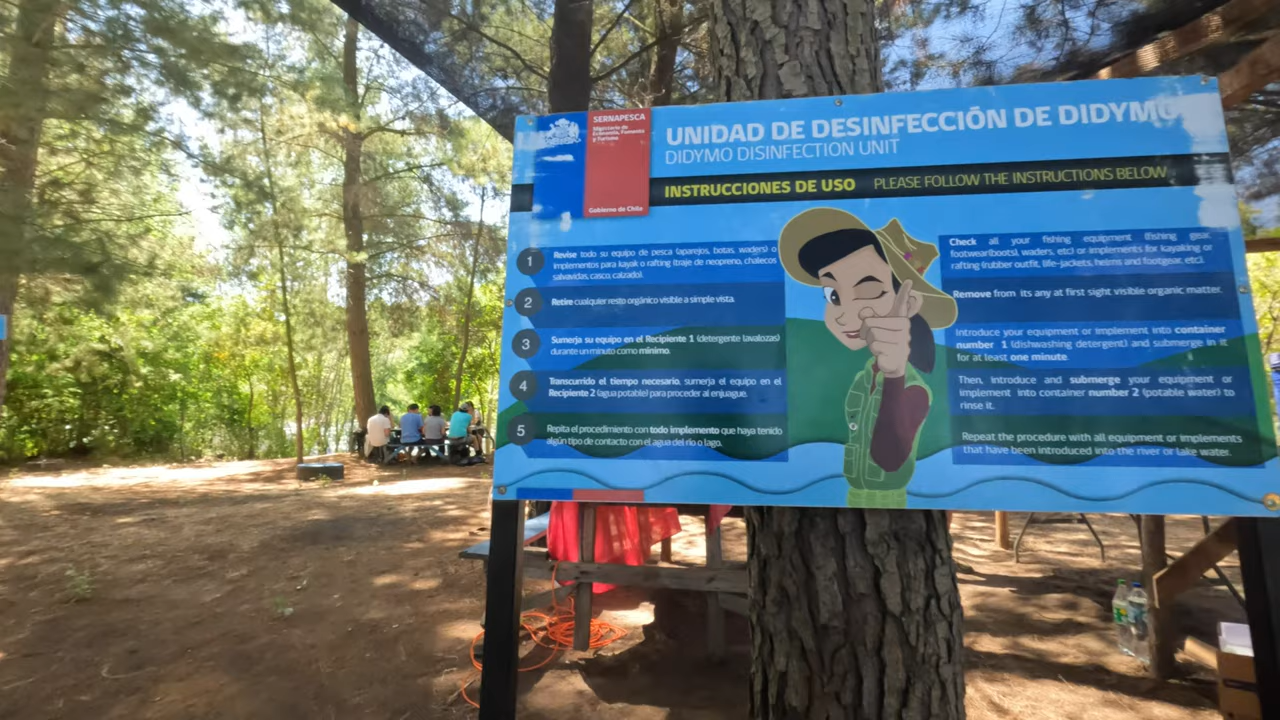 SERNAPESCA
Ministerio de
Economía, Fomento
y Turismo
Gobierno de Chile
UNIDAD DE DESINFECCIÓN DE DIDYMO
DIDYMO DISINFECTION UNIT
INSTRUCCIONES DE USO PLEASE FOLLOW THE INSTRUCTIONS BELOW
1
Revise todo su equipo de pesca (aparejos, botas, waders) o
implementos para kayak o rafting (traje de neopreno, chalecos
salvavidas, casco, calzado).
2
Retire cualquier resto orgánico visible a simple vista.
3
Sumerja su equipo en el Recipiente 1 (detergente lavalozas)
durante un minuto como mínimo.
4
Transcurrido el tiempo necesario, sumerja el equipo en el
Recipiente 2 (agua potable) para proceder al enjuague.
5
Repita el procedimiento con todo implemento que haya tenido
algún tipo de contacto con el agua del río o lago.
Check all your fishing equipment (fishing gear,
footwear(boots), waders, etc) or implements for kayaking or
rafting (rubber outfit, life-jackets, helms and footgear, etc).
Remove from its any at first sight visible organic matter.
Introduce your equipment or implement into container
number 1 (dishwashing detergent) and submerge in it
for at least one minute.
Then, introduce and submerge your equipment or
implement into container number 2 (potable water) to
rinse it.
Repeat the procedure with all equipment or implements
that have been introduced into the river or lake water.